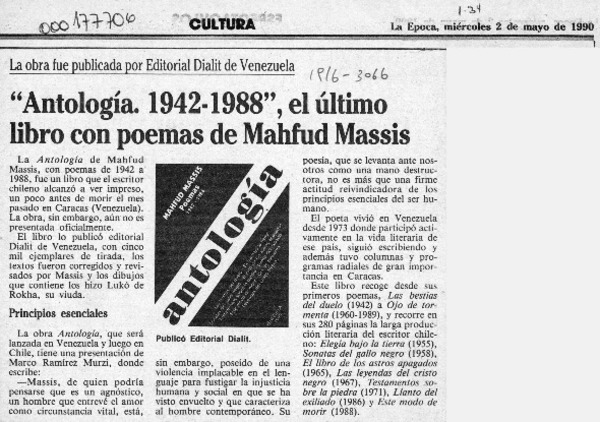 000177706
CULTURA
1-34
La Epoca, miércoles 2 de mayo de 1990
La obra fue publicada por Editorial Dialit de Venezuela
1916-3066
“Antología. 1942-1988”, el último
libro con poemas de Mahfud Massis
La Antología de Mahfud
Massis, con poemas de 1942 a
1988, fue un libro que el escritor
chileno alcanzó a ver impreso,
un poco antes de morir el mes
pasado en Caracas (Venezuela).
La obra, sin embargo, aún no es
presentada oficialmente.
El libro lo publicó editorial
Dialit de Venezuela, con cinco
mil ejemplares de tirada, los
textos fueron corregidos y revi-
sados por Massis y los dibujos
que contiene los hizo Lukó de
Rokha, su viuda.
Principios esenciales
La obra Antología, que será
lanzada en Venezuela y luego en
Chile, tiene una presentación de
Marco Ramírez Murzi, donde
escribe:
—Massis, de quien podría
pensarse que es un agnóstico,
un hombre que entrevé el amor
como circunstancia vital, está,
MAHFUD MASSIS
poemas
antología
Publicó Editorial Dialit.
sin embargo, poseído de una
violencia implacable en el len-
guaje para fustigar la injusticia
humana y social en que se ha
visto envuelto y que caracteriza
al hombre contemporáneo. Su
poesía, que se levanta ante nos-
otros como una mano destruc-
tora, no es más que una firme
actitud reivindicadora de los
principios esenciales del ser hu-
mano.
El poeta vivió en Venezuela
desde 1973 donde participó acti-
vamente en la vida literaria de
ese país, siguió escribiendo y
además tuvo columnas y pro-
gramas radiales de gran impor-
tancia en Caracas.
Este libro recoge desde sus
primeros poemas, Las bestias
del duelo (1942) a Ojo de tor-
menta (1960-1989), y recorre en
sus 280 páginas la larga produc-
ción literaria del escritor chile-
no: Elegía bajo la tierra (1955),
Sonatas del gallo negro (1958),
El libro de los astros apagados
(1965), Las leyendas del cristo
negro (1967), Testamentos so-
bre la piedra (1971), Llanto del
exiliado (1986) y Este modo de
morir (1988).